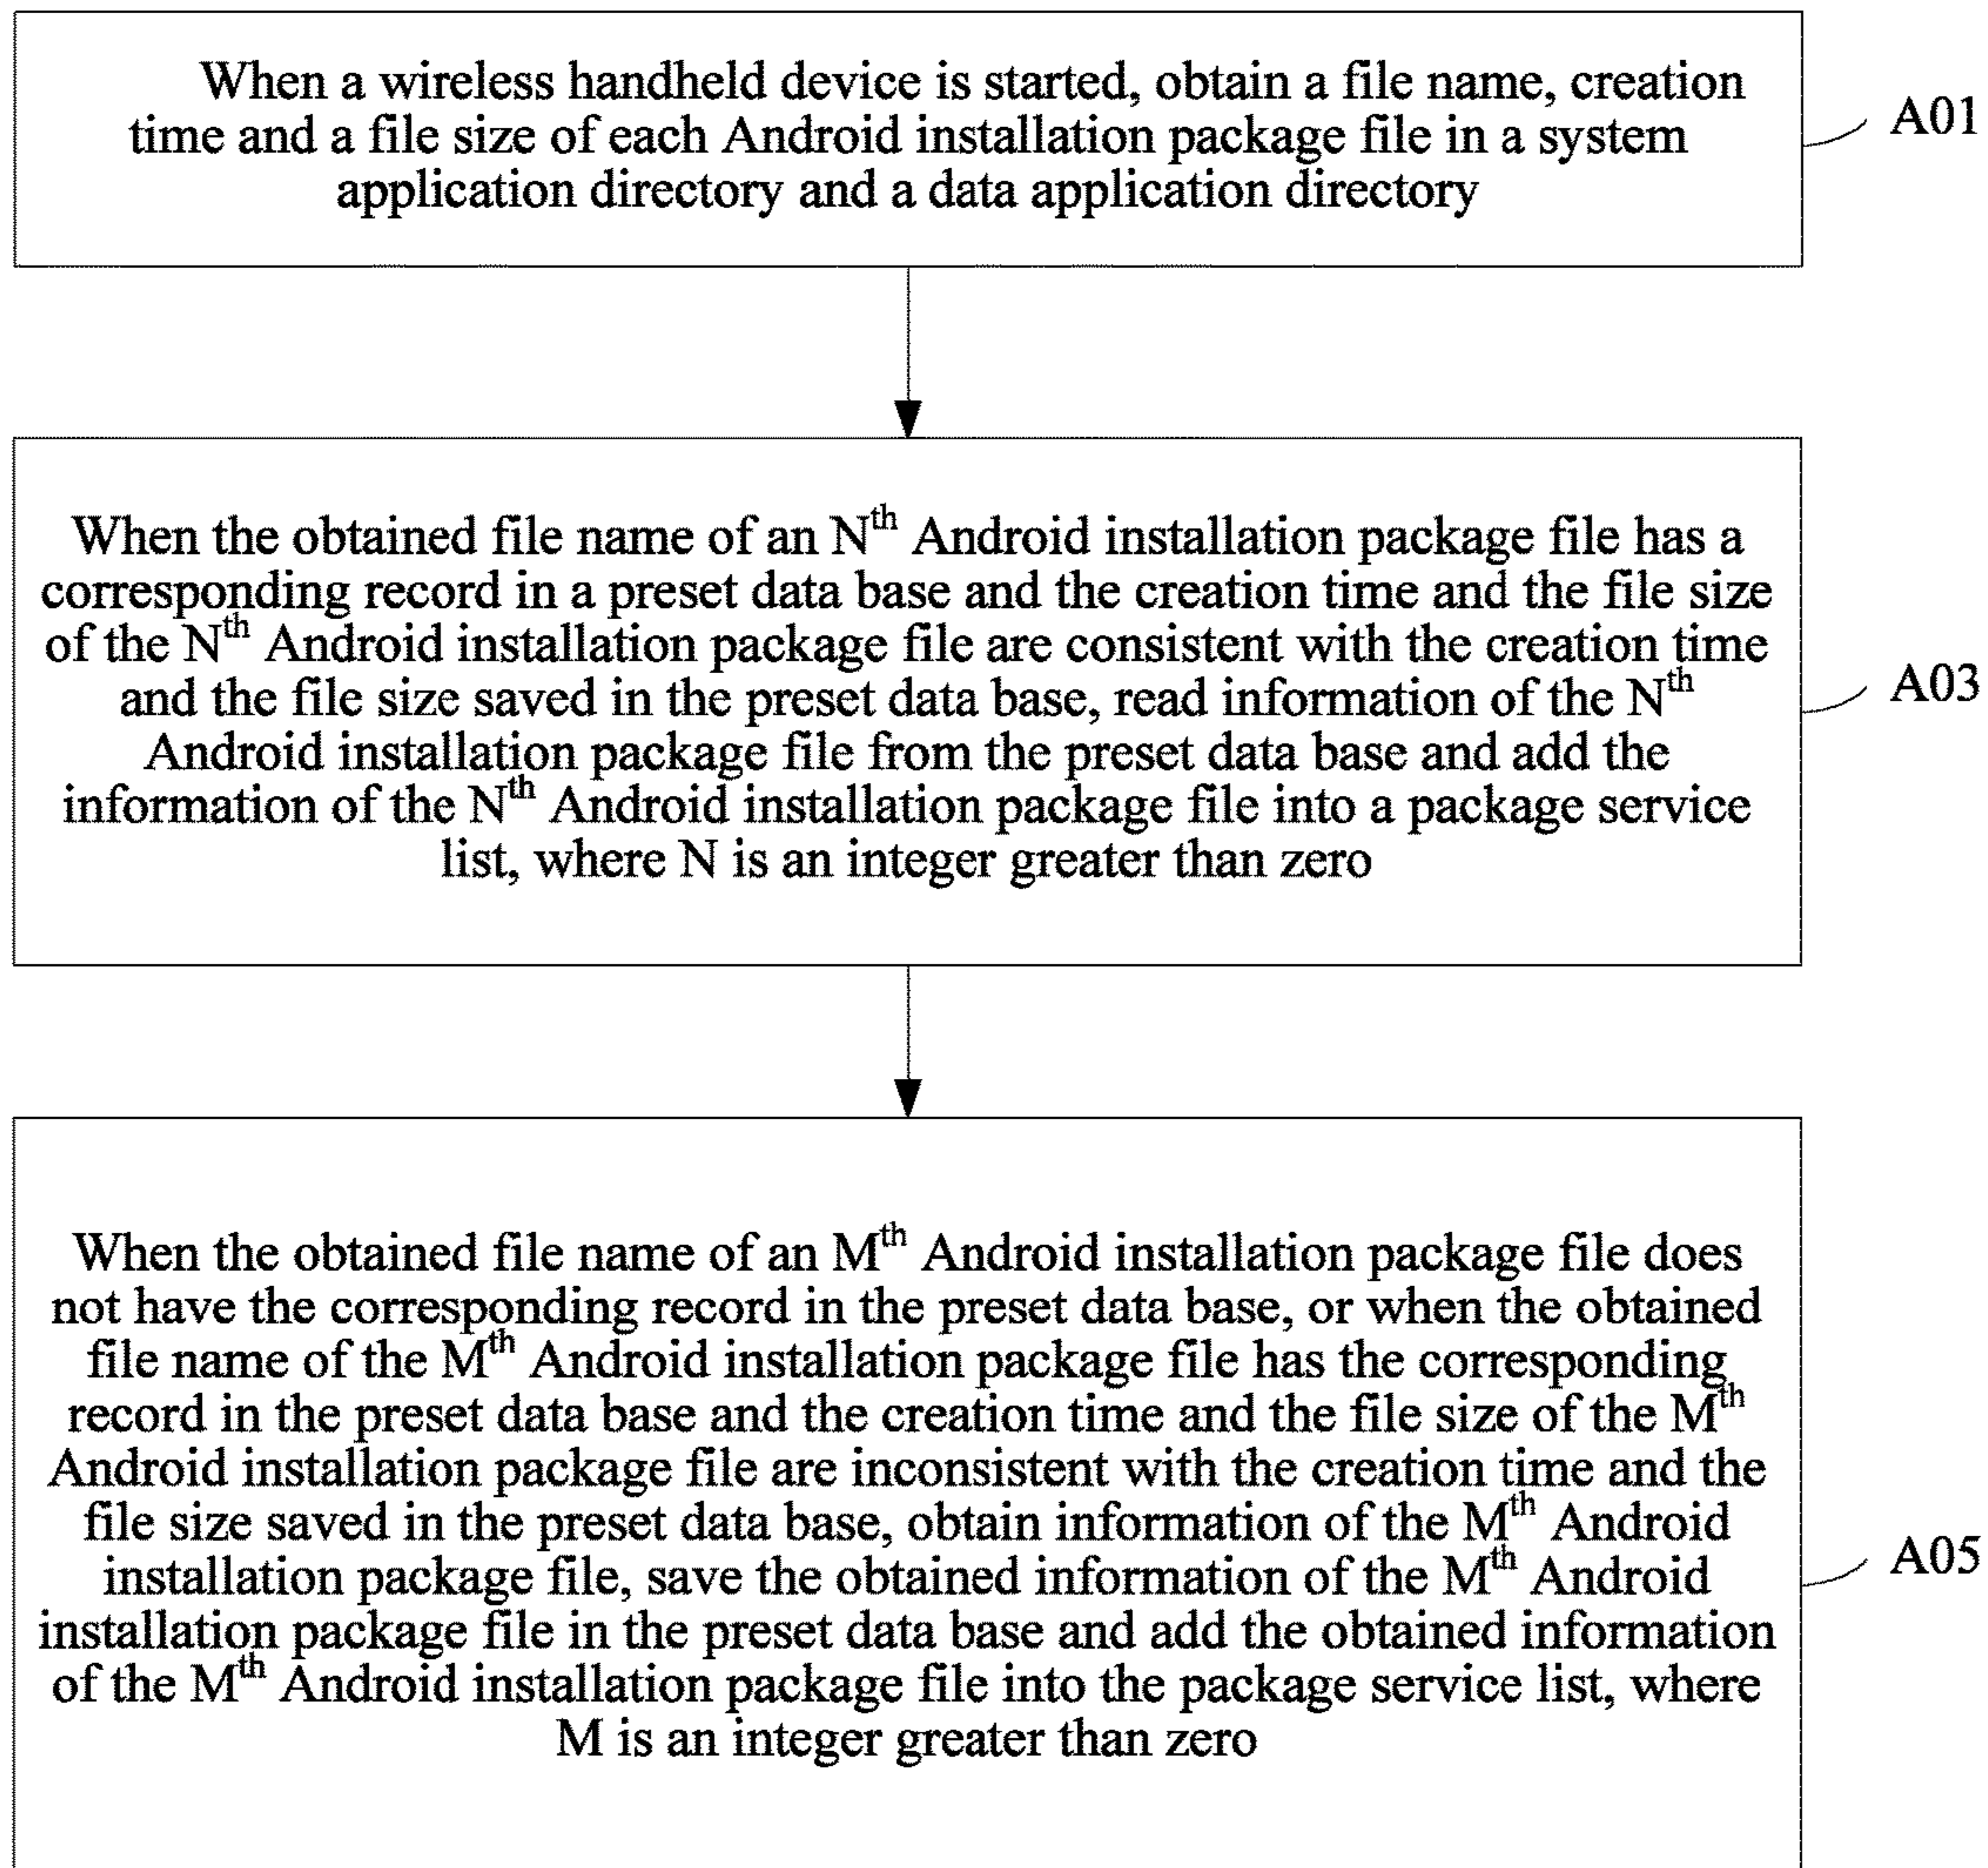 When a wireless handheld device is started, obtain a file name, creation
time and a file size of each Android installation package file in a system
application directory and a data application directory
A01
When the obtained file name of an Nth Android installation package file has a
corresponding record in a preset data base and the creation time and the file size
of the Nth Android installation package file are consistent with the creation time
and the file size saved in the preset data base, read information of the Nth
Android installation package file from the preset data base and add the
information of the Nth Android installation package file into a package service
list, where N is an integer greater than zero
A03
When the obtained file name of an Mth Android installation package file does
not have the corresponding record in the preset data base, or when the obtained
file name of the Mth Android installation package file has the corresponding
record in the preset data base and the creation time and the file size of the Mth
Android installation package file are inconsistent with the creation time and the
file size saved in the preset data base, obtain information of the Mth Android
installation package file, save the obtained information of the Mth Android
installation package file in the preset data base and add the obtained information
of the Mth Android installation package file into the package service list, where
M is an integer greater than zero
A05